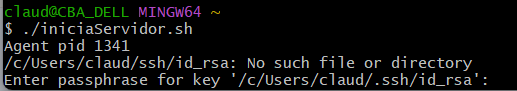 claud@CBA_DELL MINGW64 ~
$ ./iniciaServidor.sh
Agent pid 1341
/c/Users/claud/ssh/id_rsa: No such file or directory
Enter passphrase for key '/c/Users/claud/.ssh/id_rsa':